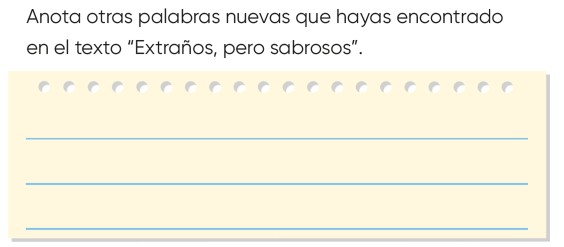 Anota otras palabras nuevas que hayas encontrado
en el texto “Extraños, pero sabrosos”.